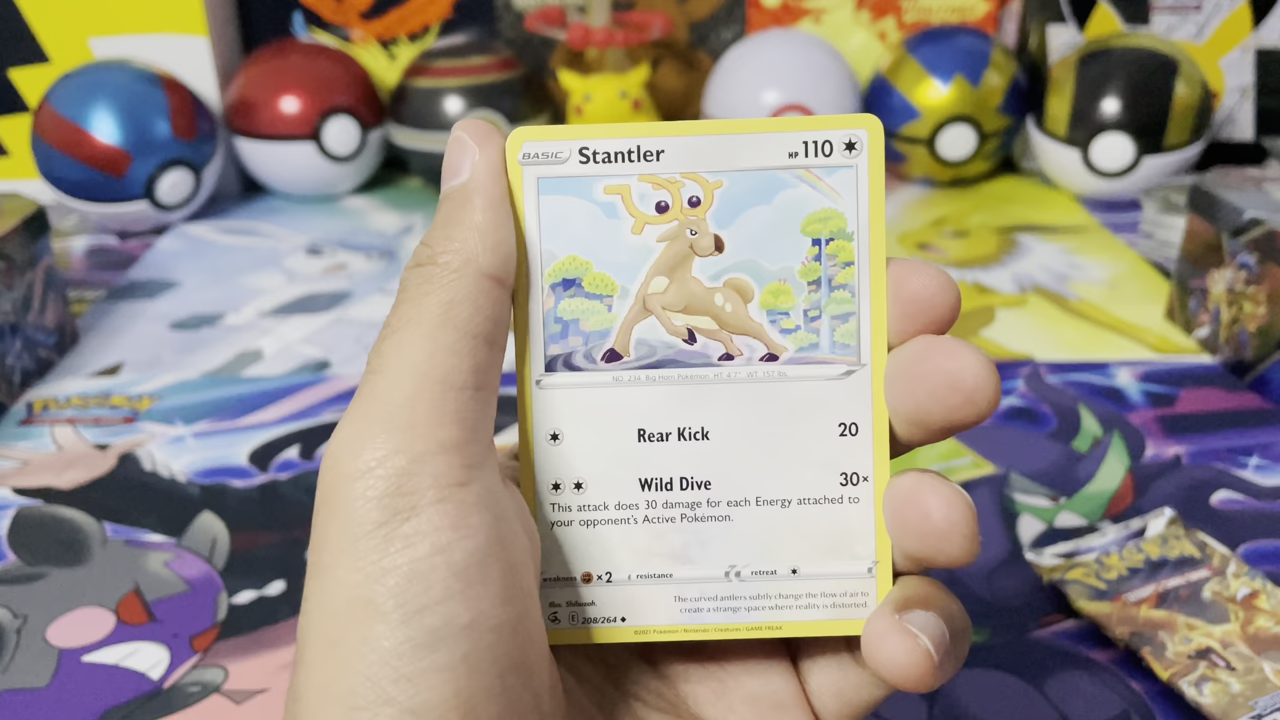 BASIC Stantler HP 110
NO. 234 Big Horn Pokémon HT: 4'7" WT: 157 lbs.
Rear Kick 20
Wild Dive 30×
This attack does 30 damage for each Energy attached to
your opponent's Active Pokémon.
weakness ×2 resistance retreat
Illus. Shibuzoh.
The curved antlers subtly change the flow of air to
create a strange space where reality is distorted.
E 208/264
©2021 Pokémon / Nintendo / Creatures / GAME FREAK
POKéMON